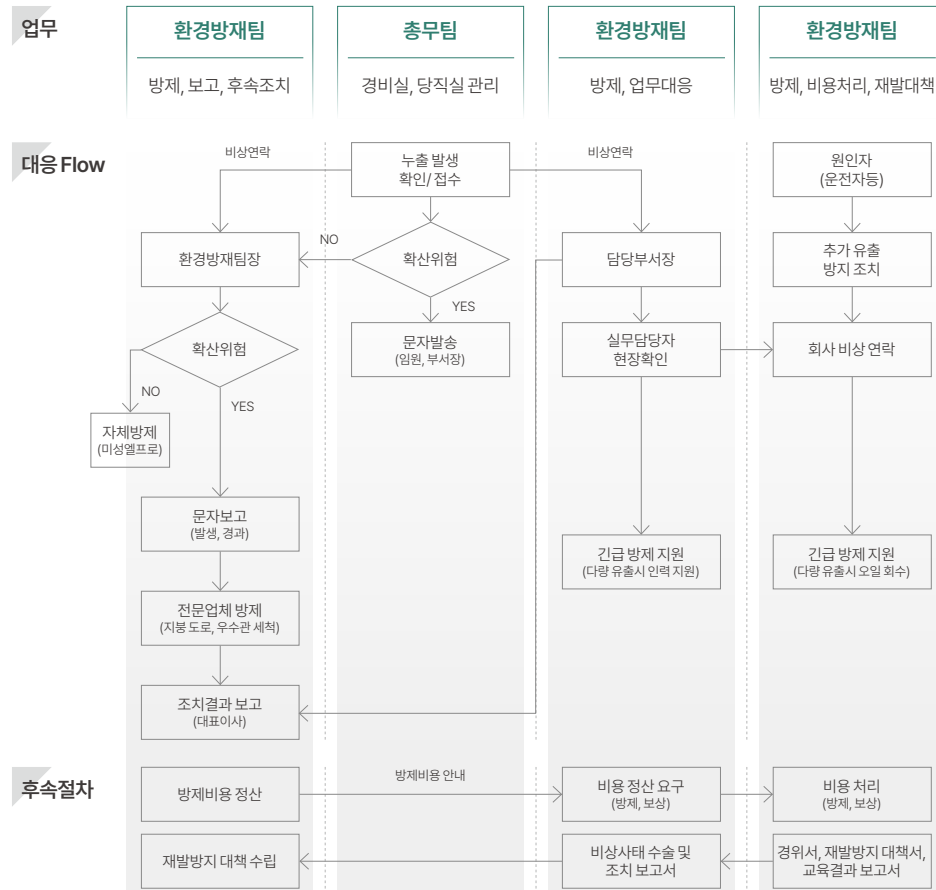 업무
환경방재팀
총무팀
환경방재팀
환경방재팀
방제, 보고, 후속조치
경비실, 당직실 관리
방제, 업무대응
방제, 비용처리, 재발대책
대응 Flow
비상연락
누출 발생
확인/ 접수
비상연락
원인자
(운전자등)
환경방재팀장
NO
확산위험
담당부서장
추가 유출
방지 조치
YES
확산위험
문자발송
(임원, 부서장)
실무담당자
현장확인
회사 비상 연락
NO
YES
자체방제
(미성엘프로)
문자보고
(발생, 경과)
긴급 방제 지원
(다량 유출시 인력 지원)
긴급 방제 지원
(다량 유출시 오일 회수)
전문업체 방제
(지붕 도로, 우수관 세척)
조치결과 보고
(대표이사)
후속절차
방제비용 정산
방제비용 안내
비용 정산 요구
(방제, 보상)
비용 처리
(방제, 보상)
재발방지 대책 수립
비상사태 수술 및
조치 보고서
경위서, 재발방지 대책서,
교육결과 보고서